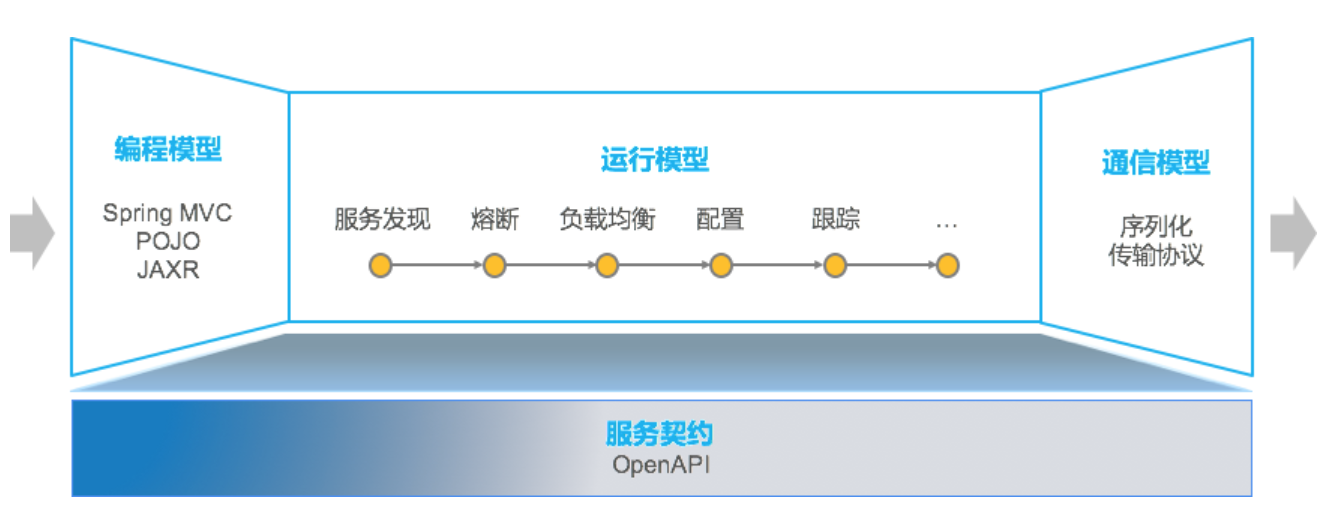 编程模型
Spring MVC
POJO
JAXR
运行模型
服务发现 熔断 负载均衡 配置 跟踪 …
通信模型
序列化
传输协议
服务契约
OpenAPI